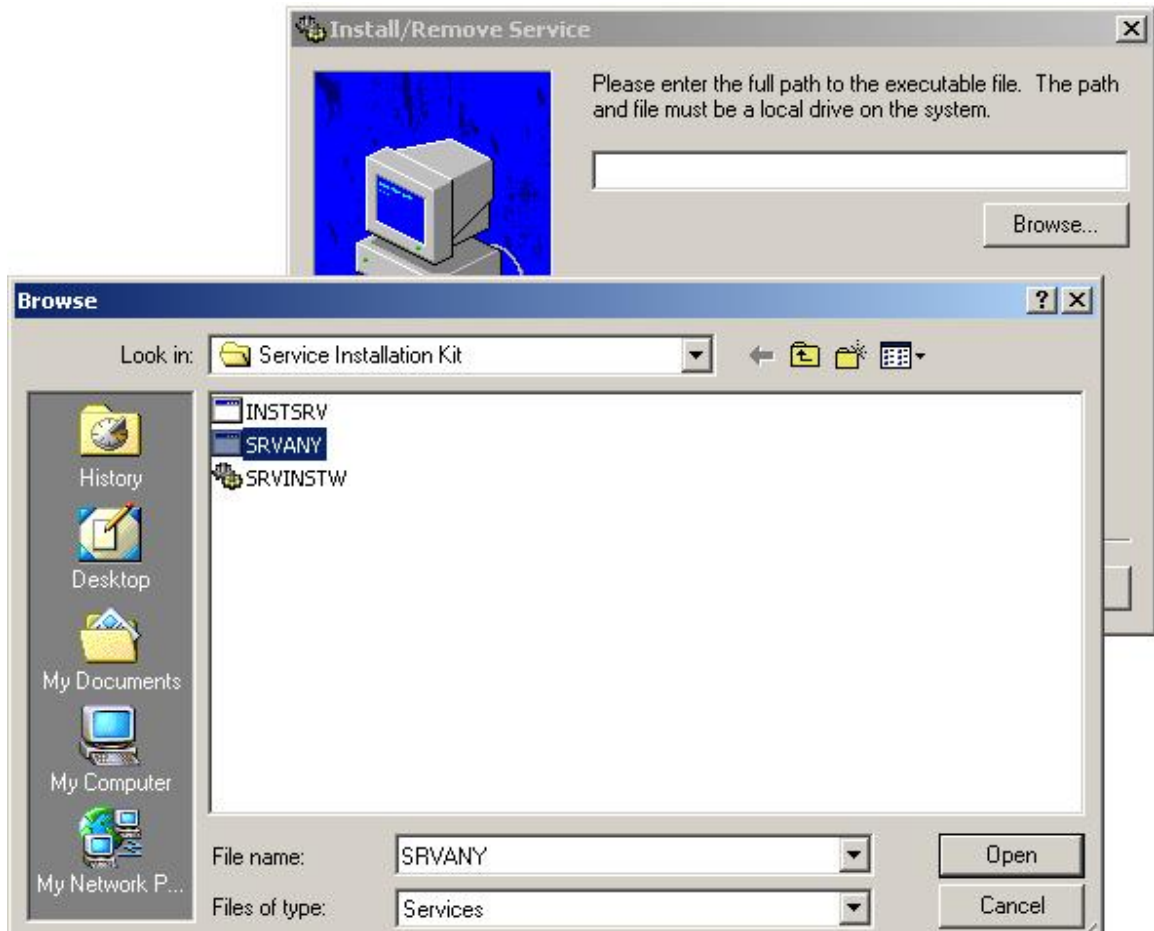 Install/Remove Service
Please enter the full path to the executable file. The path
and file must be a local drive on the system.
Browse...
Browse
Look in:
Service Installation Kit
History
Desktop
My Documents
My Computer
My Network P...
INSTSRV
SRVANY
SRVINSTW
File name:
SRVANY
Open
Files of type:
Services
Cancel